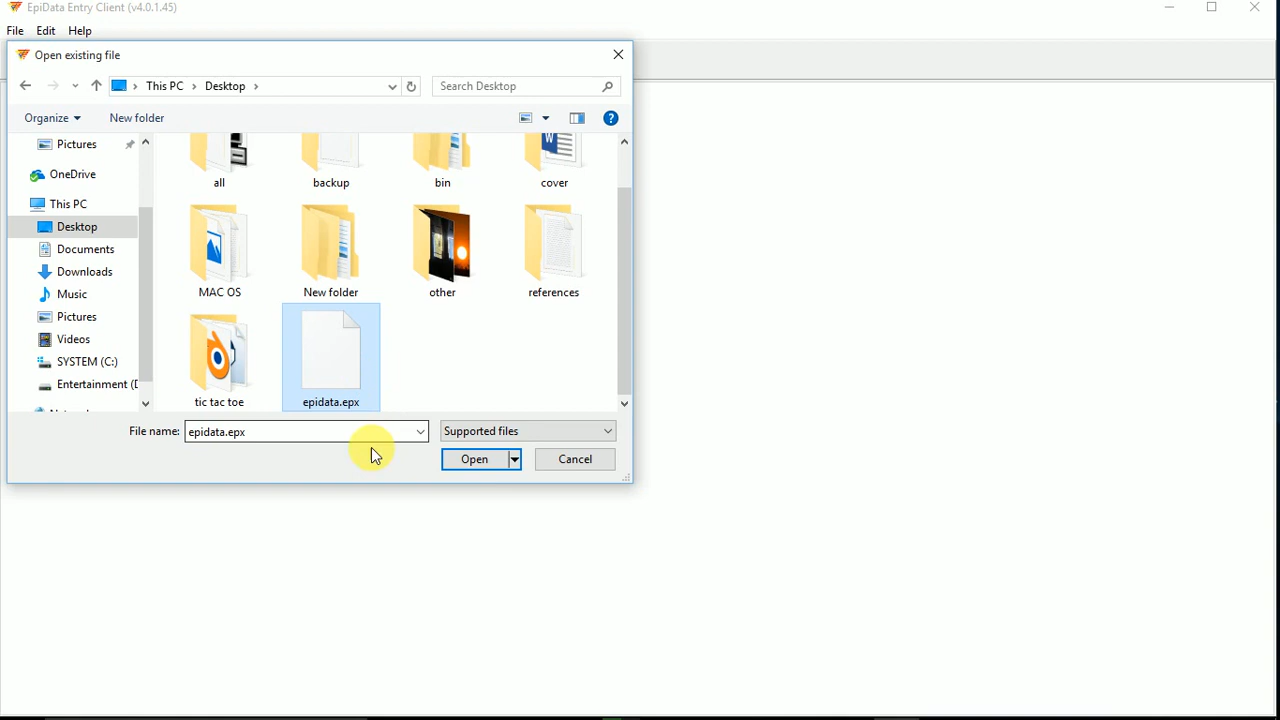 EpiData Entry Client (v4.0.1.45)
File Edit Help
Open existing file
This PC Desktop
Search Desktop
Organize New folder
Pictures
OneDrive
This PC
Desktop
Documents
Downloads
Music
Pictures
Videos
SYSTEM (C:)
Entertainment (
all backup bin cover
MAC OS New folder other references
tic tac toe epidata.epx
File name: epidata.epx Supported files
Open Cancel